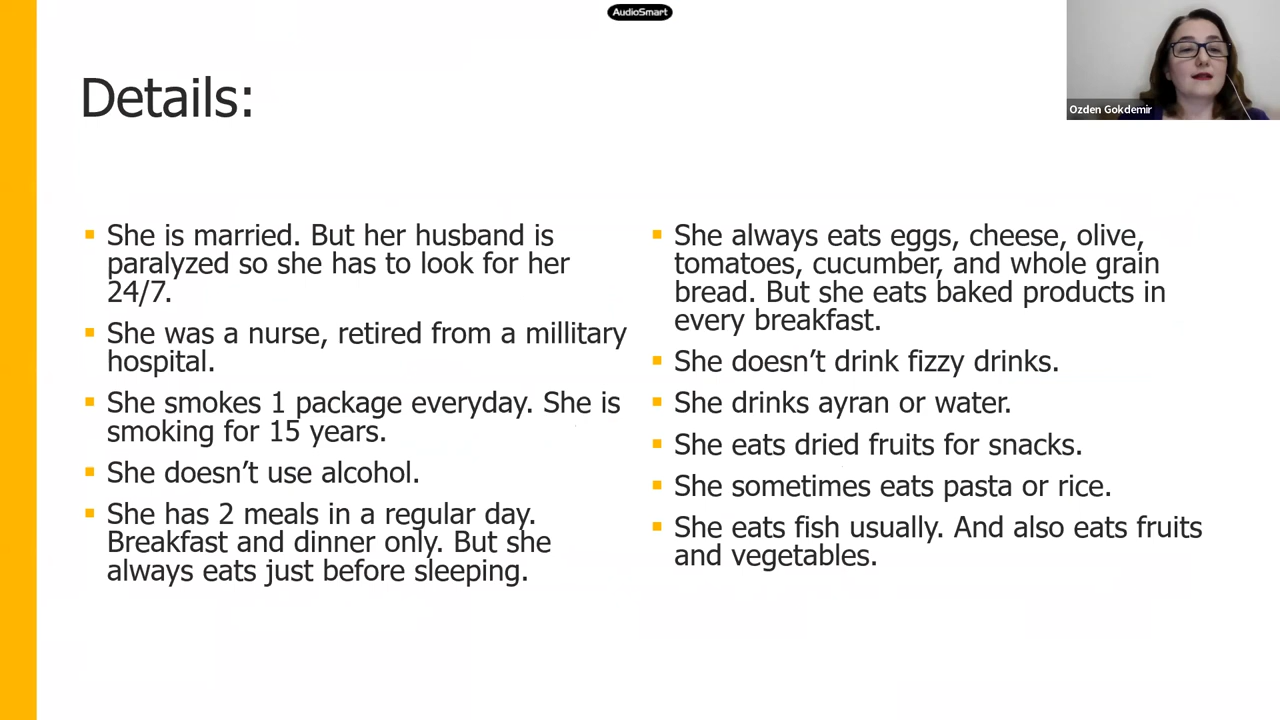 AudioSmart
Ozden Gokdemir
Details:
▪ She is married. But her husband is
paralyzed so she has to look for her
24/7.
▪ She was a nurse, retired from a millitary
hospital.
▪ She smokes 1 package everyday. She is
smoking for 15 years.
▪ She doesn’t use alcohol.
▪ She has 2 meals in a regular day.
Breakfast and dinner only. But she
always eats just before sleeping.
▪ She always eats eggs, cheese, olive,
tomatoes, cucumber, and whole grain
bread. But she eats baked products in
every breakfast.
▪ She doesn’t drink fizzy drinks.
▪ She drinks ayran or water.
▪ She eats dried fruits for snacks.
▪ She sometimes eats pasta or rice.
▪ She eats fish usually. And also eats fruits
and vegetables.